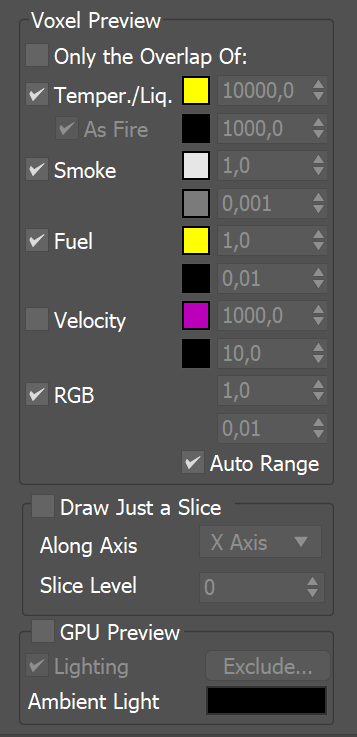 Voxel Preview
Only the Overlap Of:
Temper./Liq. 10000,0
As Fire 1000,0
Smoke 1,0
0,001
Fuel 1,0
0,01
Velocity 1000,0
10,0
RGB 1,0
0,01
Auto Range
Draw Just a Slice
Along Axis X Axis
Slice Level 0
GPU Preview
Lighting Exclude...
Ambient Light